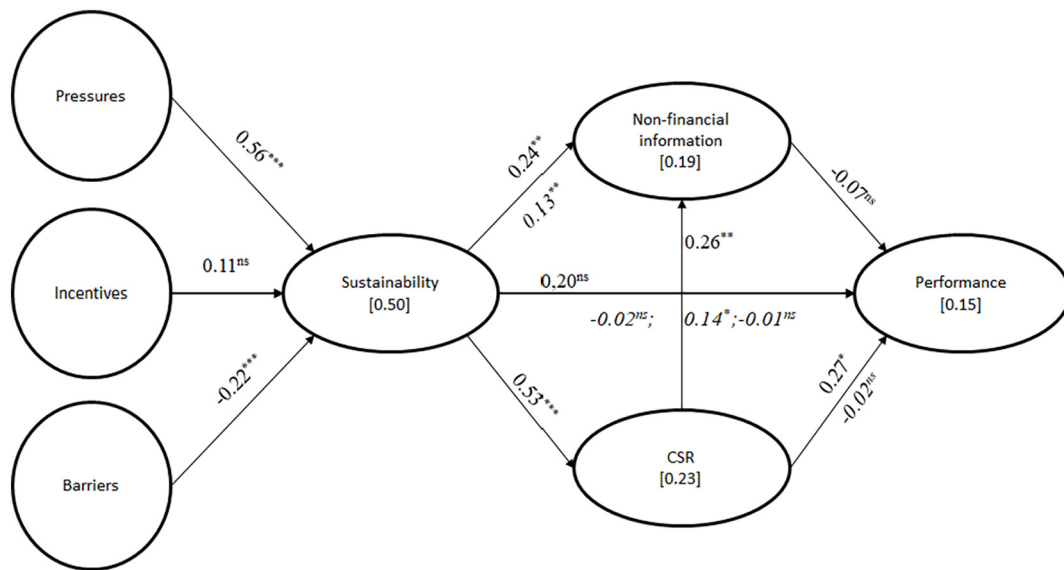 Pressures
0.56***
Incentives
0.11ns
Barriers
-0.22***
Sustainability
[0.50]
0.24**
0.13**
Non-financial
information
[0.19]
-0.07ns
0.26**
0,20ns
-0.02ns; 0.14*;-0.01ns
0.53***
CSR
[0.23]
0.27*
-0.02ns
Performance
[0.15]